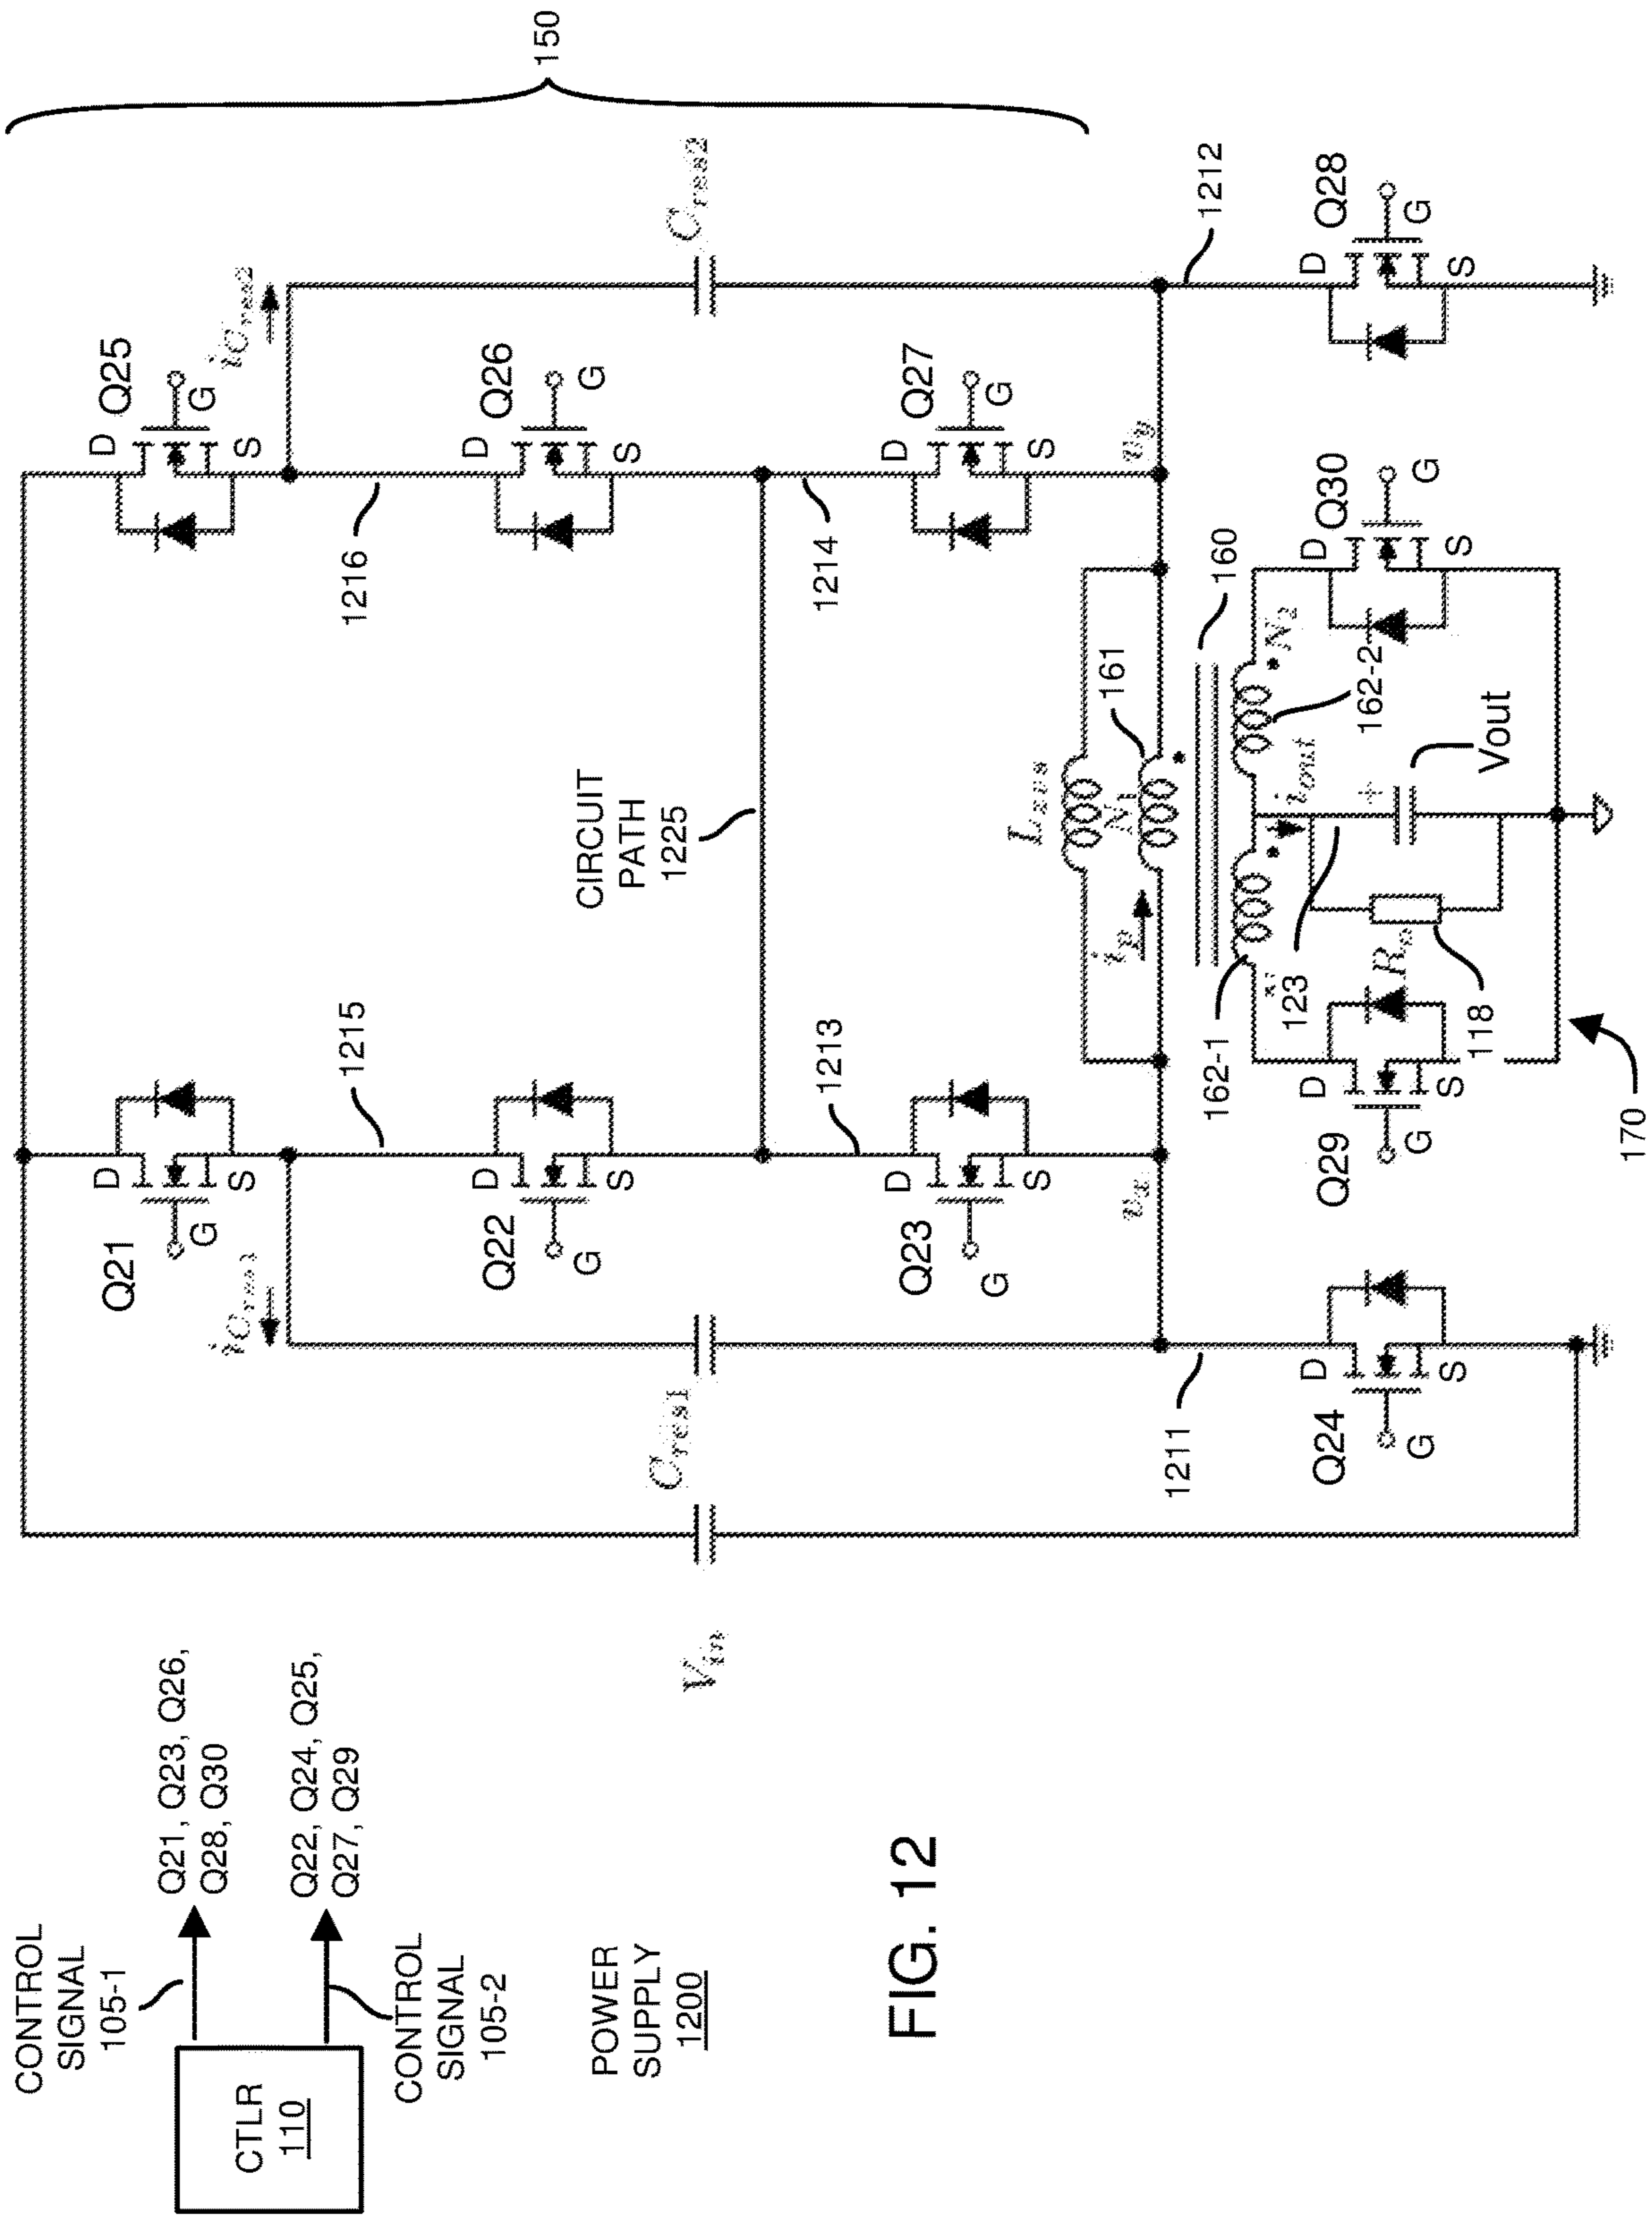 CONTROL
SIGNAL
105-1
Q21, Q23, Q26,
Q28, Q30
CTLR
110
Q22, Q24, Q25,
Q27, Q29
CONTROL
SIGNAL
105-2
POWER
SUPPLY
1200
FIG. 12
150
Q21
D
G
S
Q25
D
G
S
iCres1
iCres2
1215
1216
Q22
D
G
S
Q26
D
G
S
Vin
Cres1
Cres2
CIRCUIT
PATH
1225
1213
1214
Q23
D
G
S
Q27
D
G
S
Lzvs
N1
161
ip
vx
vy
1211
1212
160
162-1
N2
162-2
123
iout
+
Vout
Ro
118
Q24
D
G
S
Q29
D
G
S
Q30
D
G
S
Q28
D
G
S
170